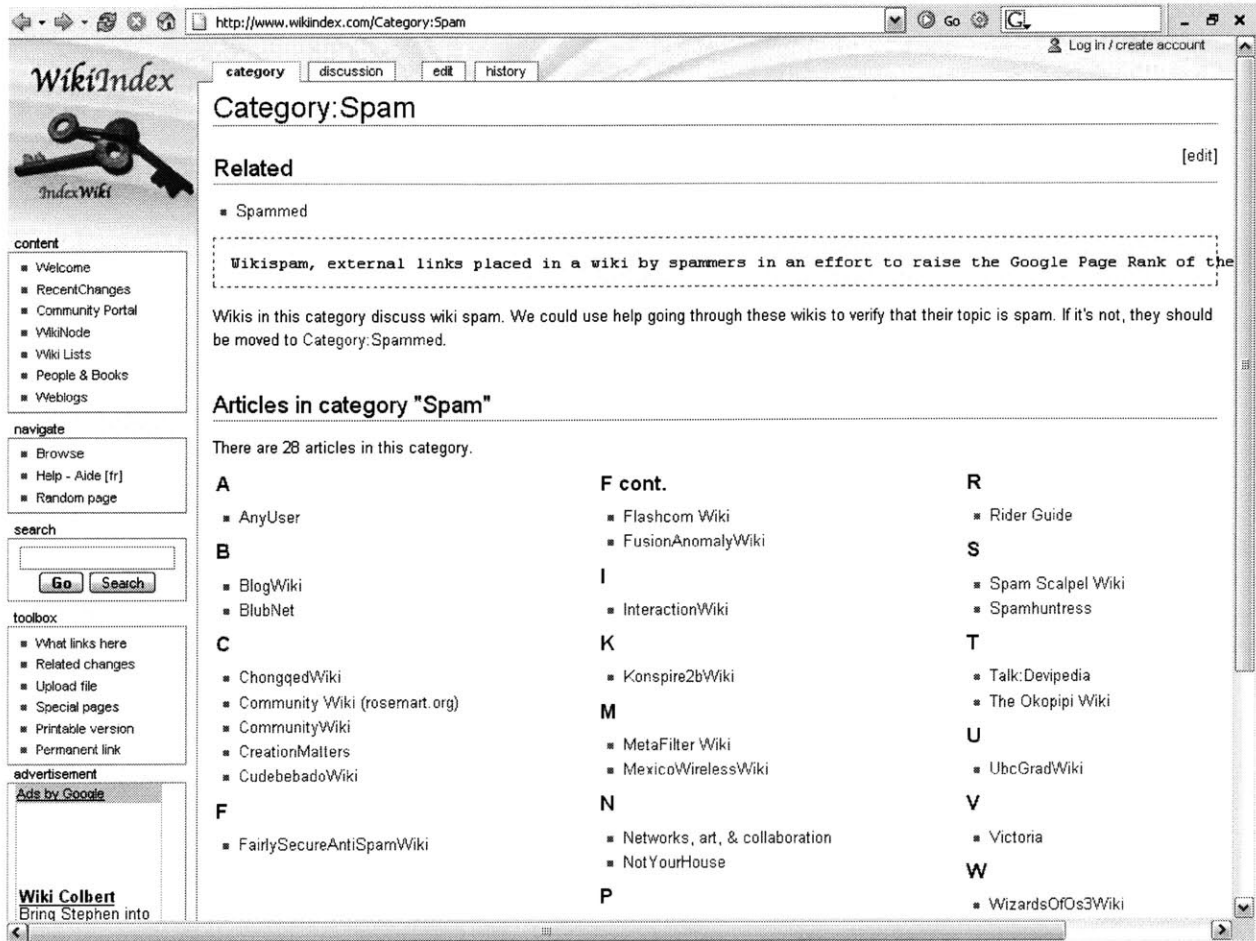 http://www.wikiindex.com/Category:Spam
Go
G
Log in / create account
WikiIndex
IndexWiki
category
discussion
edit
history
Category:Spam
[edit]
Related
Spammed
Wikispam, external links placed in a wiki by spammers in an effort to raise the Google Page Rank of the
Wikis in this category discuss wiki spam. We could use help going through these wikis to verify that their topic is spam. If it's not, they should
be moved to Category:Spammed.
Articles in category "Spam"
There are 28 articles in this category.
A
AnyUser
B
BlogWiki
BlubNet
C
ChongqedWiki
Community Wiki (rosemart.org)
CommunityWiki
CreationMatters
CudebebadoWiki
F
FairlySecureAntiSpamWiki
F cont.
Flashcom Wiki
FusionAnomalyWiki
I
InteractionWiki
K
Konspire2bWiki
M
MetaFilter Wiki
MexicoWirelessWiki
N
Networks, art, & collaboration
NotYourHouse
P
R
Rider Guide
S
Spam Scalpel Wiki
Spamhuntress
T
Talk:Devipedia
The Okopipi Wiki
U
UbcGradWiki
V
Victoria
W
WizardsOfOs3Wiki
content
Welcome
RecentChanges
Community Portal
WikiNode
Wiki Lists
People & Books
Weblogs
navigate
Browse
Help - Aide [fr]
Random page
search
Go
Search
toolbox
What links here
Related changes
Upload file
Special pages
Printable version
Permanent link
advertisement
Ads by Google
Wiki Colbert
Bring Stephen into